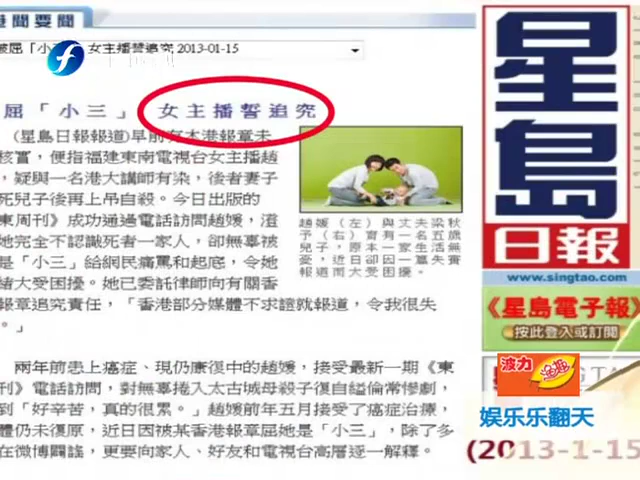 港聞要聞
被屈「小三」 女主播誓追究 2013-01-15
屈「小三」 女主播誓追究
(星島日報報道)早前有本港報章未
核實，便指福建東南電視台女主播趙
，疑與一名港大講師有染，後者妻子
死兒子後再上吊自殺。今日出版的
東周刊》成功通過電話訪問趙媛，澄
她完全不認識死者一家人，卻無辜被
是「小三」給網民痛罵和起底，令她
緒大受困擾。她已委託律師向有關香
報章追究責任，「香港部分媒體不求證就報道，令我很失
。」
兩年前患上癌症、現仍康復中的趙媛，接受最新一期《東
刊》電話訪問，對無辜捲入太古城母殺子復自縊倫常慘劇，
到「好辛苦，真的很累。」趙媛前年五月接受了癌症治療，
體仍未復原，近日因被某香港報章屈她是「小三」，除了多
在微博闢謠，更要向家人、好友和電視台高層逐一解釋。
趙媛（左）與丈夫梁秋
予（右）育有一名五歲
兒子，原本一家生活無
憂，近日卻因一篇失實
報道而大受困擾。
星島
日報
www.singtao.com
《星島電子報》
按此登入或訂閱
SINGTA
波力
海趣
娱乐乐翻天
(2013-1-15